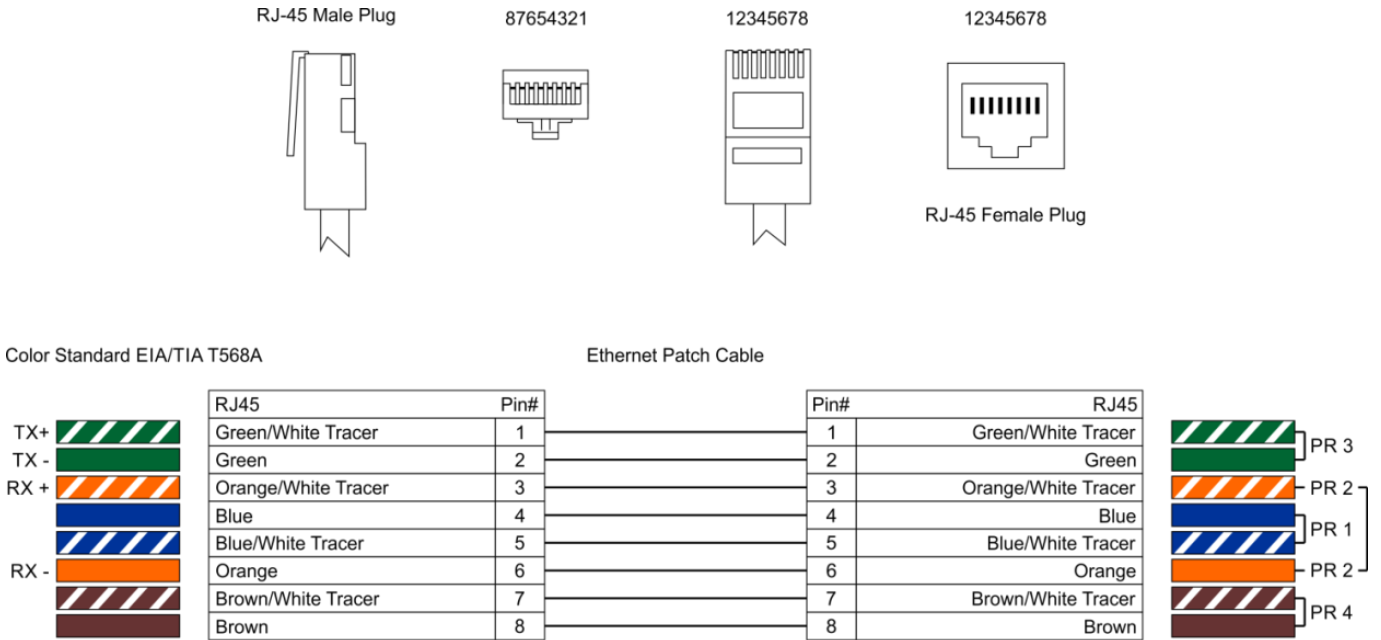 RJ-45 Male Plug 87654321 12345678 12345678
RJ-45 Female Plug
Color Standard EIA/TIA T568A Ethernet Patch Cable
RJ45 Pin# Pin# RJ45
TX+ Green/White Tracer 1 1 Green/White Tracer
PR 3
TX - Green 2 2 Green
RX + Orange/White Tracer 3 3 Orange/White Tracer PR 2
Blue 4 4 Blue
PR 1
Blue/White Tracer 5 5 Blue/White Tracer
RX - Orange 6 6 Orange PR 2
Brown/White Tracer 7 7 Brown/White Tracer
PR 4
Brown 8 8 Brown